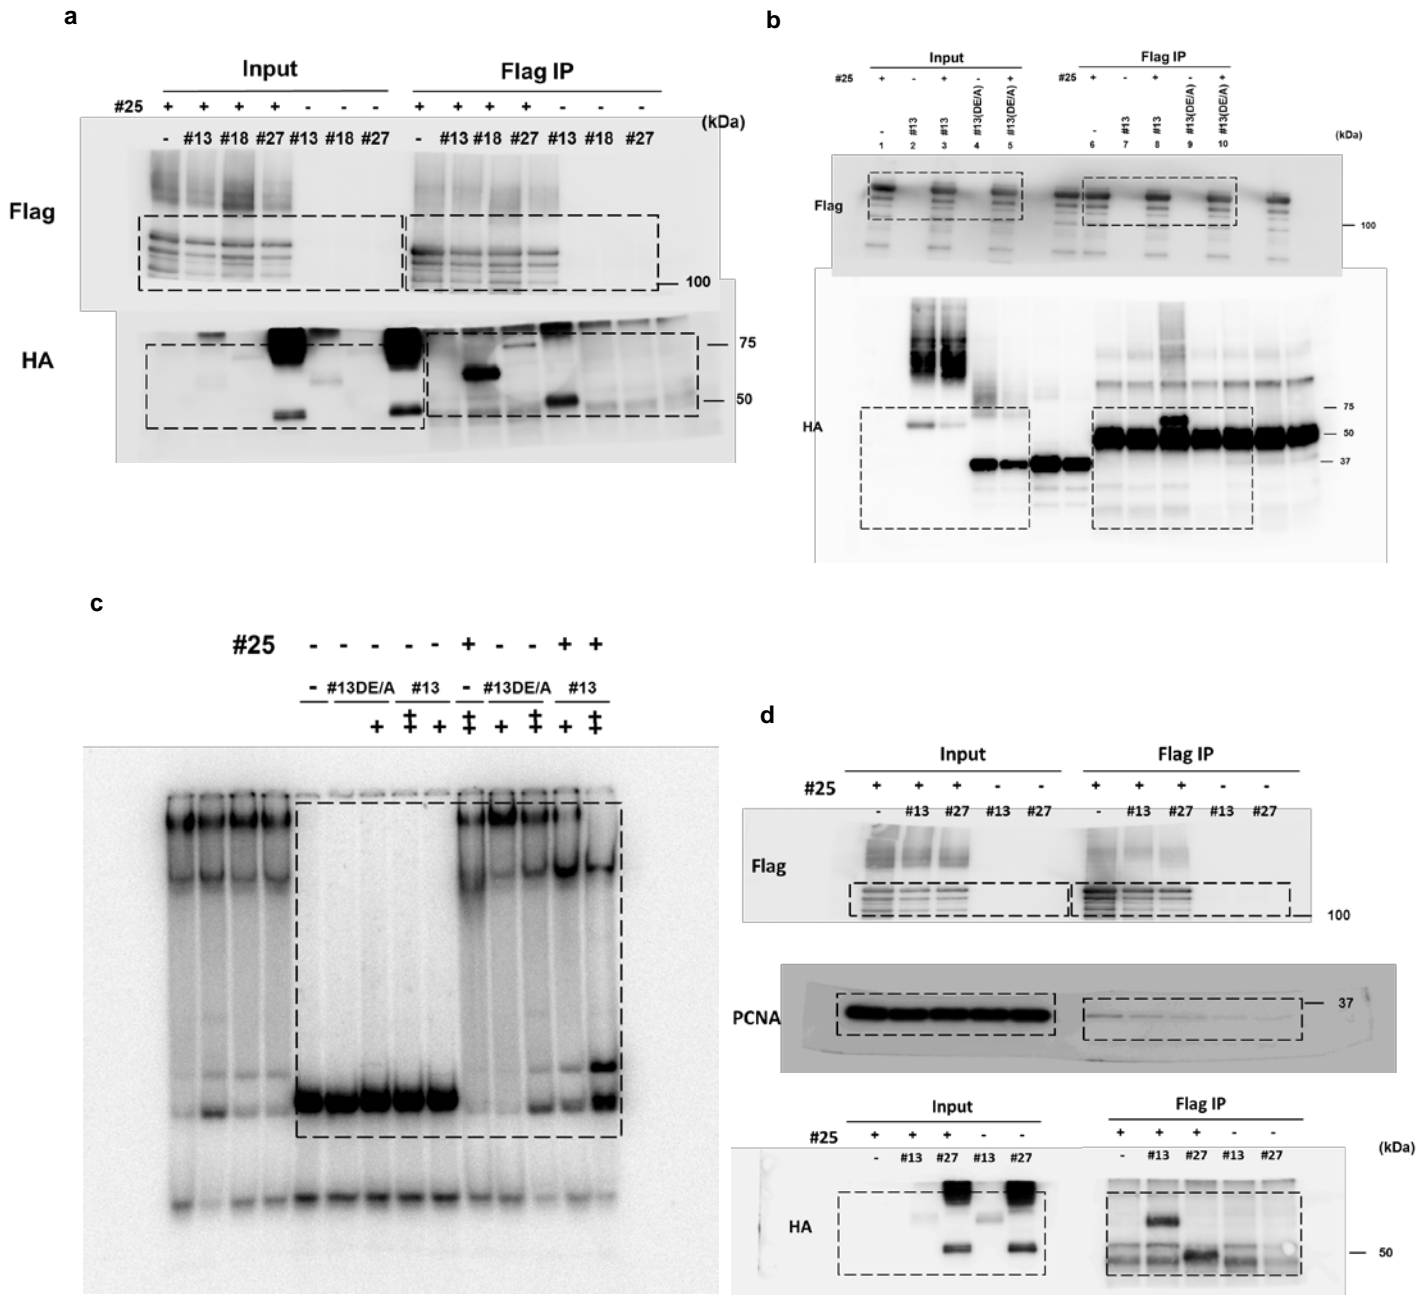 a
Input
Flag IP
#25 + + + + - - - + + + + - - -
(kDa)
- #13 #18 #27 #13 #18 #27 - #13 #18 #27 #13 #18 #27
Flag
100
HA
75
50
b
Input
Flag IP
#25 + - + - + #25 + - + - +
- #13 #13 #13(DE/A) #13(DE/A) - #13 #13 #13(DE/A) #13(DE/A)
(kDa)
1 2 3 4 5 6 7 8 9 10
Flag
100
HA
75
50
37
c
#25 - - - - - + - - + +
- #13DE/A #13 - #13DE/A #13
+ ‡ + ‡ + ‡ + ‡
d
Input
Flag IP
#25 + + + - - + + + - -
- #13 #27 #13 #27 - #13 #27 #13 #27
Flag
100
PCNA
37
Input
Flag IP
#25 + + + - - + + + - -
(kDa)
- #13 #27 #13 #27 - #13 #27 #13 #27
HA
50